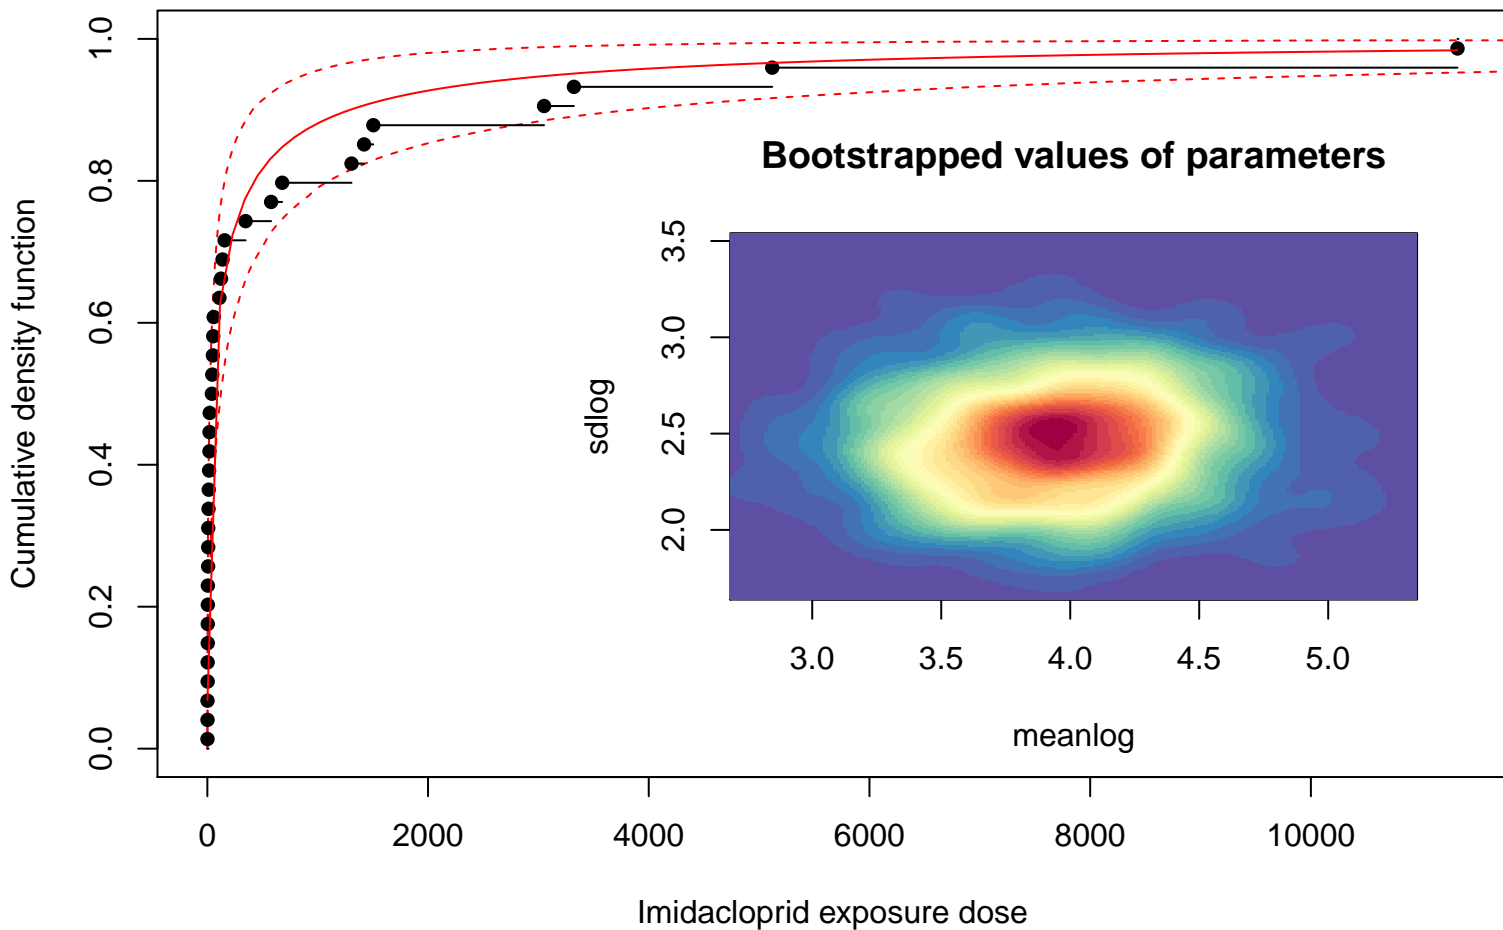 Cumulative density function
1.0
0.8
0.6
0.4
0.2
0.0
Bootstrapped values of parameters
sdlog
3.5
3.0
2.5
2.0
3.0 3.5 4.0 4.5 5.0
meanlog
0 2000 4000 6000 8000 10000
Imidacloprid exposure dose